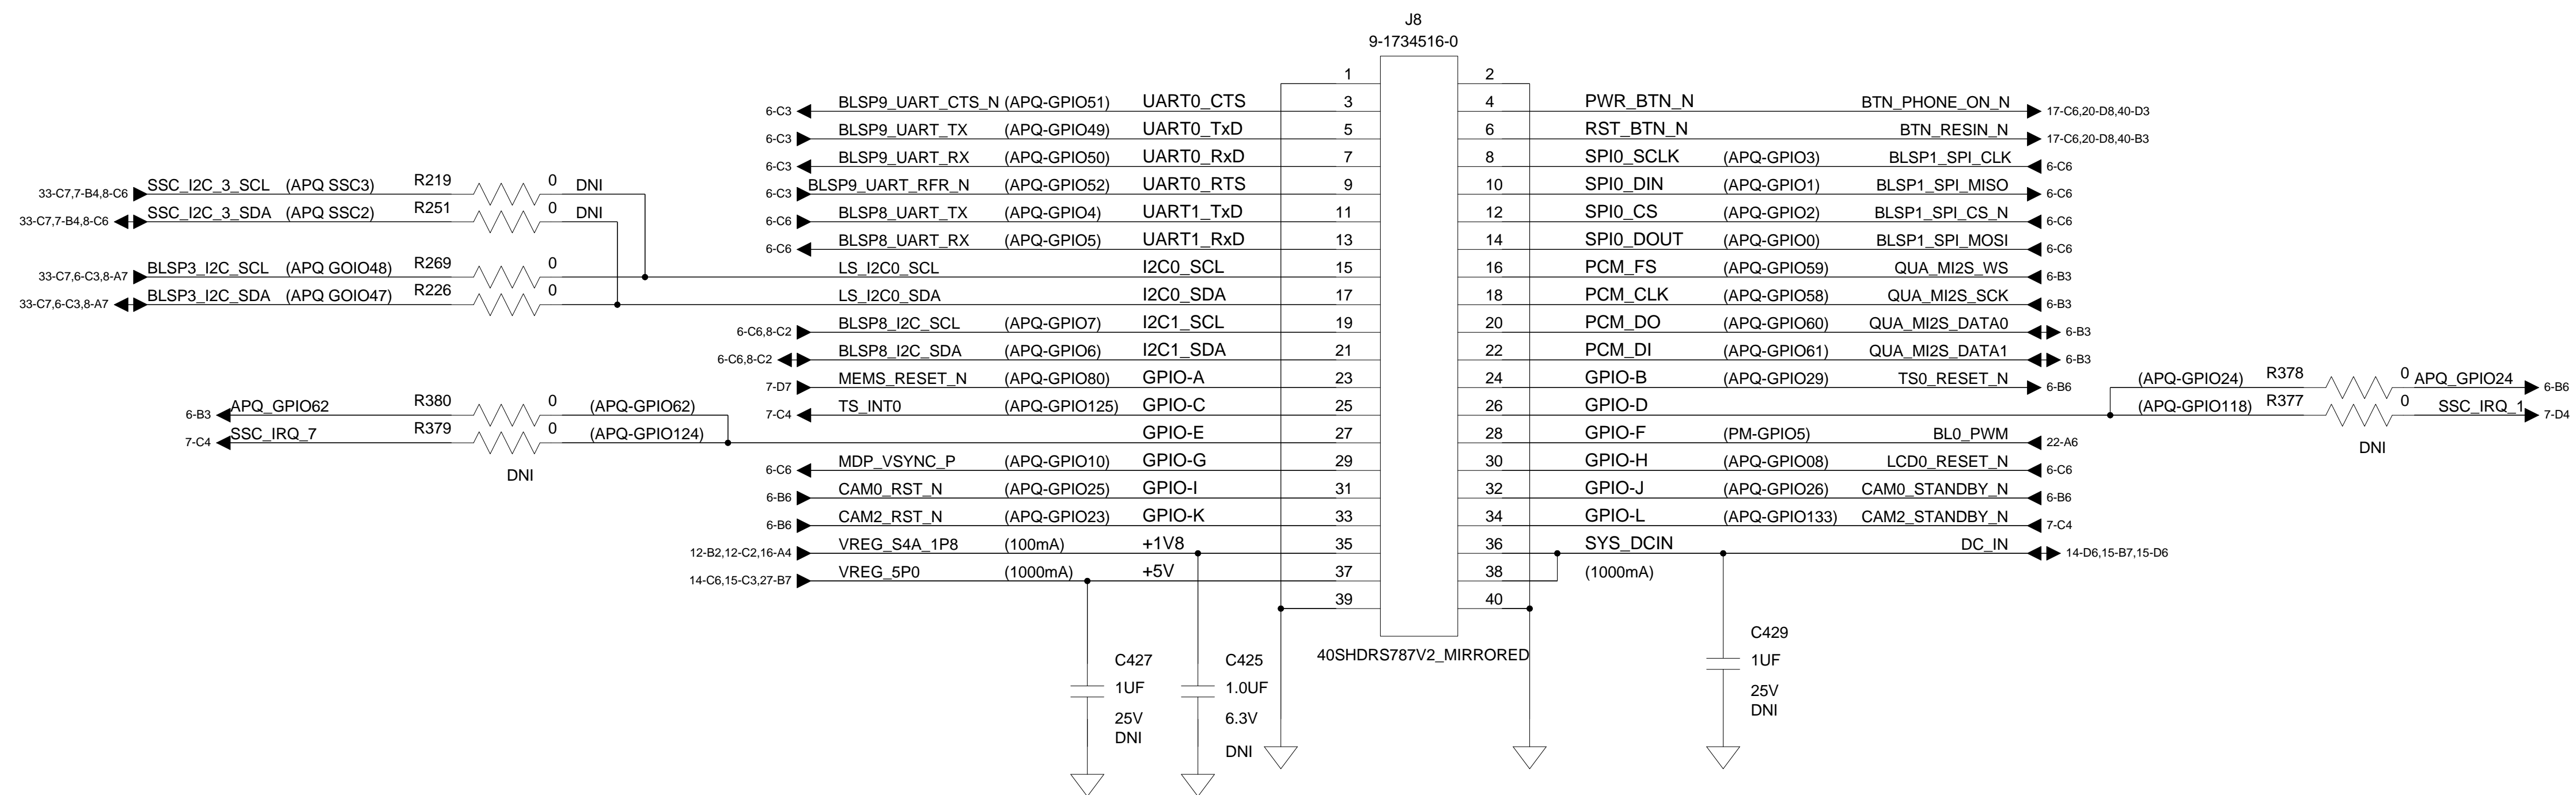 J8
9-1734516-0
1 2
6-C3 BLSP9_UART_CTS_N (APQ-GPIO51) UART0_CTS 3 4 PWR_BTN_N BTN_PHONE_ON_N 17-C6,20-D8,40-D3
6-C3 BLSP9_UART_TX (APQ-GPIO49) UART0_TxD 5 6 RST_BTN_N BTN_RESIN_N 17-C6,20-D8,40-B3
6-C3 BLSP9_UART_RX (APQ-GPIO50) UART0_RxD 7 8 SPI0_SCLK (APQ-GPIO3) BLSP1_SPI_CLK 6-C6
33-C7,7-B4,8-C6 SSC_I2C_3_SCL (APQ SSC3) R219 0 DNI 6-C3 BLSP9_UART_RFR_N (APQ-GPIO52) UART0_RTS 9 10 SPI0_DIN (APQ-GPIO1) BLSP1_SPI_MISO 6-C6
33-C7,7-B4,8-C6 SSC_I2C_3_SDA (APQ SSC2) R251 0 DNI 6-C6 BLSP8_UART_TX (APQ-GPIO4) UART1_TxD 11 12 SPI0_CS (APQ-GPIO2) BLSP1_SPI_CS_N 6-C6
6-C6 BLSP8_UART_RX (APQ-GPIO5) UART1_RxD 13 14 SPI0_DOUT (APQ-GPIO0) BLSP1_SPI_MOSI 6-C6
33-C7,6-C3,8-A7 BLSP3_I2C_SCL (APQ GOIO48) R269 0 LS_I2C0_SCL I2C0_SCL 15 16 PCM_FS (APQ-GPIO59) QUA_MI2S_WS 6-B3
33-C7,6-C3,8-A7 BLSP3_I2C_SDA (APQ GOIO47) R226 0 LS_I2C0_SDA I2C0_SDA 17 18 PCM_CLK (APQ-GPIO58) QUA_MI2S_SCK 6-B3
6-C6,8-C2 BLSP8_I2C_SCL (APQ-GPIO7) I2C1_SCL 19 20 PCM_DO (APQ-GPIO60) QUA_MI2S_DATA0 6-B3
6-C6,8-C2 BLSP8_I2C_SDA (APQ-GPIO6) I2C1_SDA 21 22 PCM_DI (APQ-GPIO61) QUA_MI2S_DATA1 6-B3
7-D7 MEMS_RESET_N (APQ-GPIO80) GPIO-A 23 24 GPIO-B (APQ-GPIO29) TS0_RESET_N 6-B6 (APQ-GPIO24) R378 0 APQ_GPIO24 6-B6
6-B3 APQ_GPIO62 R380 0 (APQ-GPIO62) 7-C4 TS_INT0 (APQ-GPIO125) GPIO-C 25 26 GPIO-D (APQ-GPIO118) R377 0 SSC_IRQ_1 7-D4
7-C4 SSC_IRQ_7 R379 0 (APQ-GPIO124) GPIO-E 27 28 GPIO-F (PM-GPIO5) BL0_PWM 22-A6 DNI
DNI 6-C6 MDP_VSYNC_P (APQ-GPIO10) GPIO-G 29 30 GPIO-H (APQ-GPIO08) LCD0_RESET_N 6-C6
6-B6 CAM0_RST_N (APQ-GPIO25) GPIO-I 31 32 GPIO-J (APQ-GPIO26) CAM0_STANDBY_N 6-B6
6-B6 CAM2_RST_N (APQ-GPIO23) GPIO-K 33 34 GPIO-L (APQ-GPIO133) CAM2_STANDBY_N 7-C4
12-B2,12-C2,16-A4 VREG_S4A_1P8 (100mA) +1V8 35 36 SYS_DCIN DC_IN 14-D6,15-B7,15-D6
14-C6,15-C3,27-B7 VREG_5P0 (1000mA) +5V 37 38 (1000mA)
39 40
40SHDRS787V2_MIRRORED
C427
1UF
25V
DNI
C425
1.0UF
6.3V
DNI
C429
1UF
25V
DNI